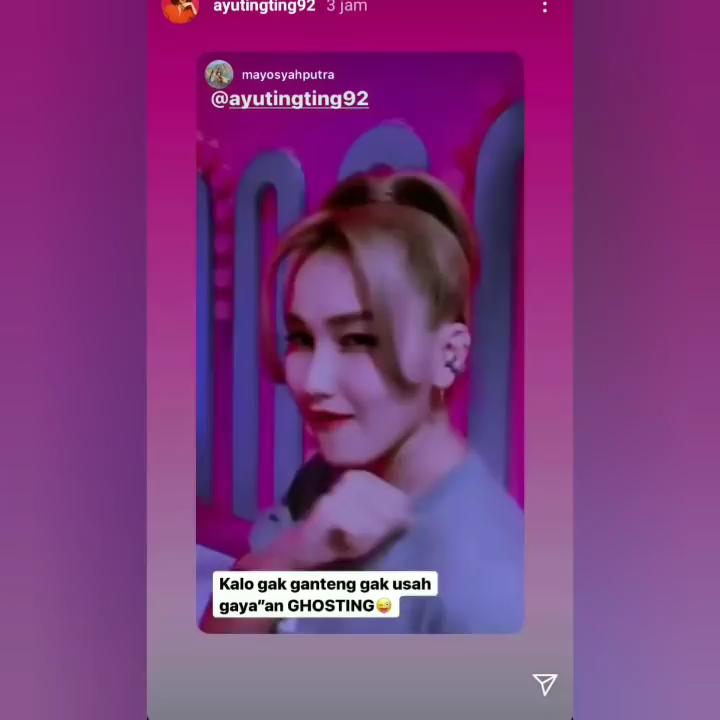 ayutingting92 3 jam
mayosyahputra
@ayutingting92
Kalo gak ganteng gak usah
gaya"an GHOSTING😜